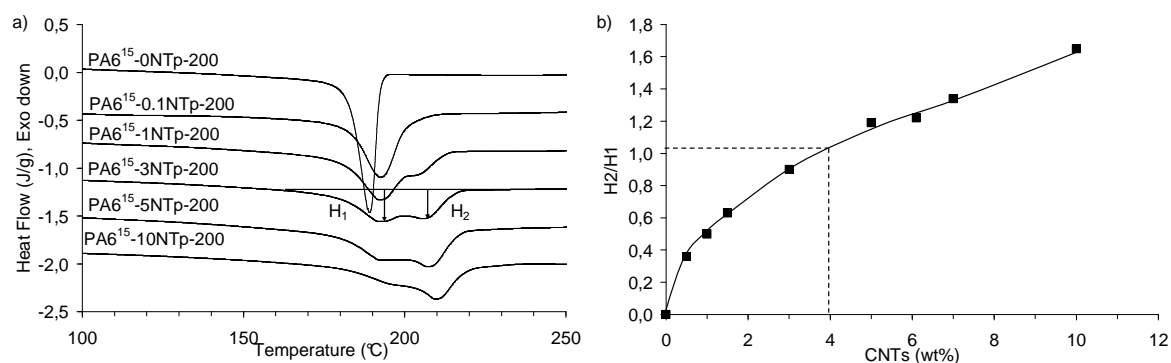 a)
0,5
0,0
-0,5
-1,0
-1,5
-2,0
-2,5
Heat Flow (J/g), Exo down
PA6¹⁵-0NTp-200
PA6¹⁵-0.1NTp-200
PA6¹⁵-1NTp-200
PA6¹⁵-3NTp-200
PA6¹⁵-5NTp-200
PA6¹⁵-10NTp-200
H₁ H₂
100 150 200 250
Temperature (°C)
b)
1,8
1,6
1,4
1,2
1,0
0,8
0,6
0,4
0,2
0,0
H2/H1
0 2 4 6 8 10 12
CNTs (wt%)